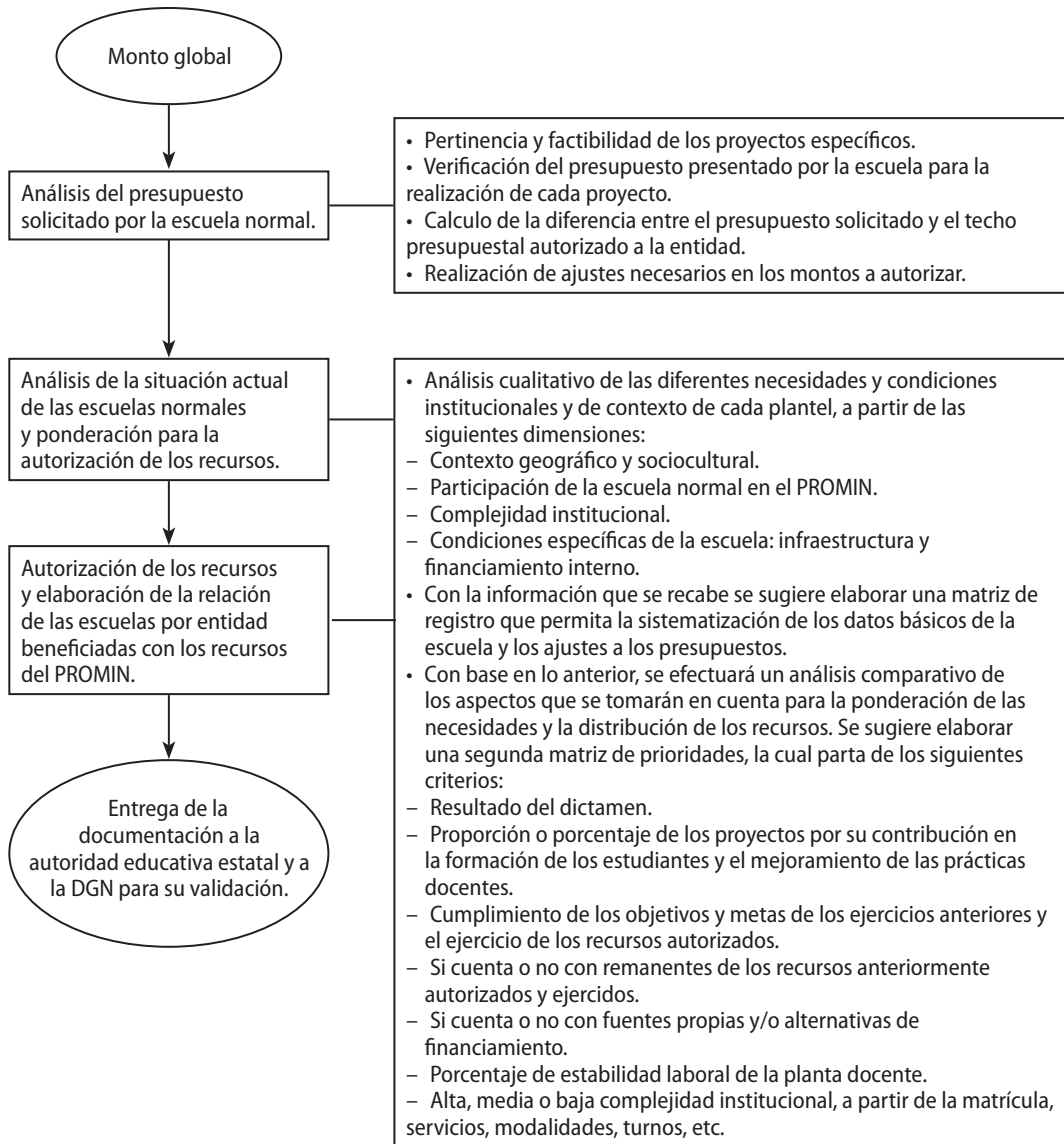 Monto global
Análisis del presupuesto
solicitado por la escuela normal.
• Pertinencia y factibilidad de los proyectos específicos.
• Verificación del presupuesto presentado por la escuela para la
realización de cada proyecto.
• Calculo de la diferencia entre el presupuesto solicitado y el techo
presupuestal autorizado a la entidad.
• Realización de ajustes necesarios en los montos a autorizar.
Análisis de la situación actual
de las escuelas normales
y ponderación para la
autorización de los recursos.
Autorización de los recursos
y elaboración de la relación
de las escuelas por entidad
beneficiadas con los recursos
del PROMIN.
• Análisis cualitativo de las diferentes necesidades y condiciones
institucionales y de contexto de cada plantel, a partir de las
siguientes dimensiones:
– Contexto geográfico y sociocultural.
– Participación de la escuela normal en el PROMIN.
– Complejidad institucional.
– Condiciones específicas de la escuela: infraestructura y
financiamiento interno.
• Con la información que se recabe se sugiere elaborar una matriz de
registro que permita la sistematización de los datos básicos de la
escuela y los ajustes a los presupuestos.
• Con base en lo anterior, se efectuará un análisis comparativo de
los aspectos que se tomarán en cuenta para la ponderación de las
necesidades y la distribución de los recursos. Se sugiere elaborar
una segunda matriz de prioridades, la cual parta de los siguientes
criterios:
– Resultado del dictamen.
– Proporción o porcentaje de los proyectos por su contribución en
la formación de los estudiantes y el mejoramiento de las prácticas
docentes.
– Cumplimiento de los objetivos y metas de los ejercicios anteriores y
el ejercicio de los recursos autorizados.
– Si cuenta o no con remanentes de los recursos anteriormente
autorizados y ejercidos.
– Si cuenta o no con fuentes propias y/o alternativas de
financiamiento.
– Porcentaje de estabilidad laboral de la planta docente.
– Alta, media o baja complejidad institucional, a partir de la matrícula,
servicios, modalidades, turnos, etc.
Entrega de la
documentación a la
autoridad educativa estatal y a
la DGN para su validación.